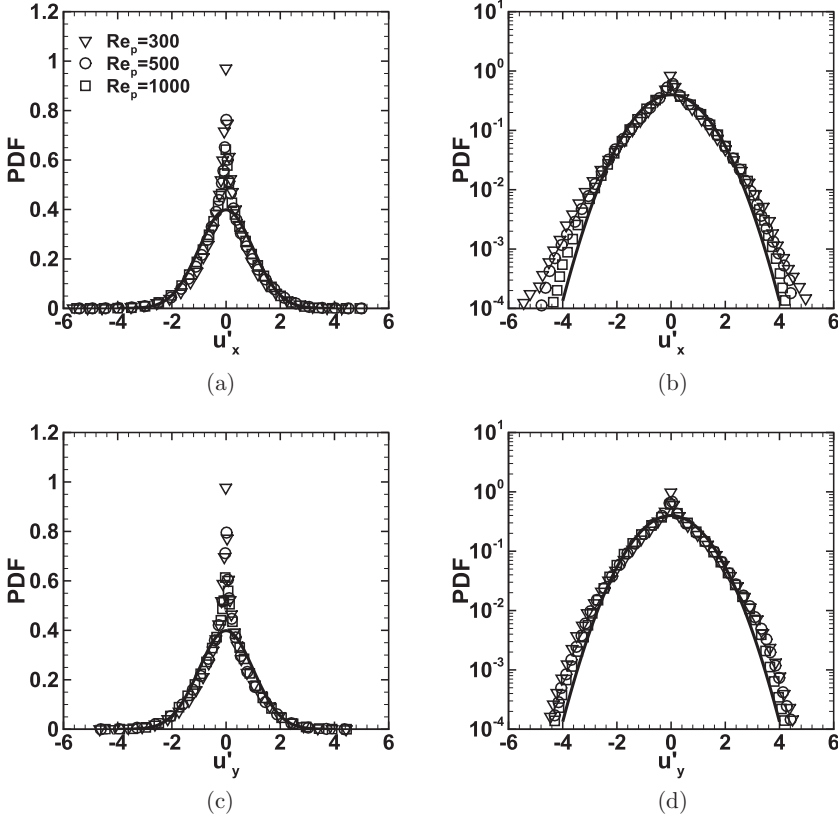 1.2
1
0.8
0.6
0.4
0.2
0
PDF
Re_p=300
Re_p=500
Re_p=1000
-6 -4 -2 0 2 4 6
u'_x
(a)
10^1
10^0
10^-1
10^-2
10^-3
10^-4
PDF
-6 -4 -2 0 2 4 6
u'_x
(b)
1.2
1
0.8
0.6
0.4
0.2
0
PDF
-6 -4 -2 0 2 4 6
u'_y
(c)
10^1
10^0
10^-1
10^-2
10^-3
10^-4
PDF
-6 -4 -2 0 2 4 6
u'_y
(d)